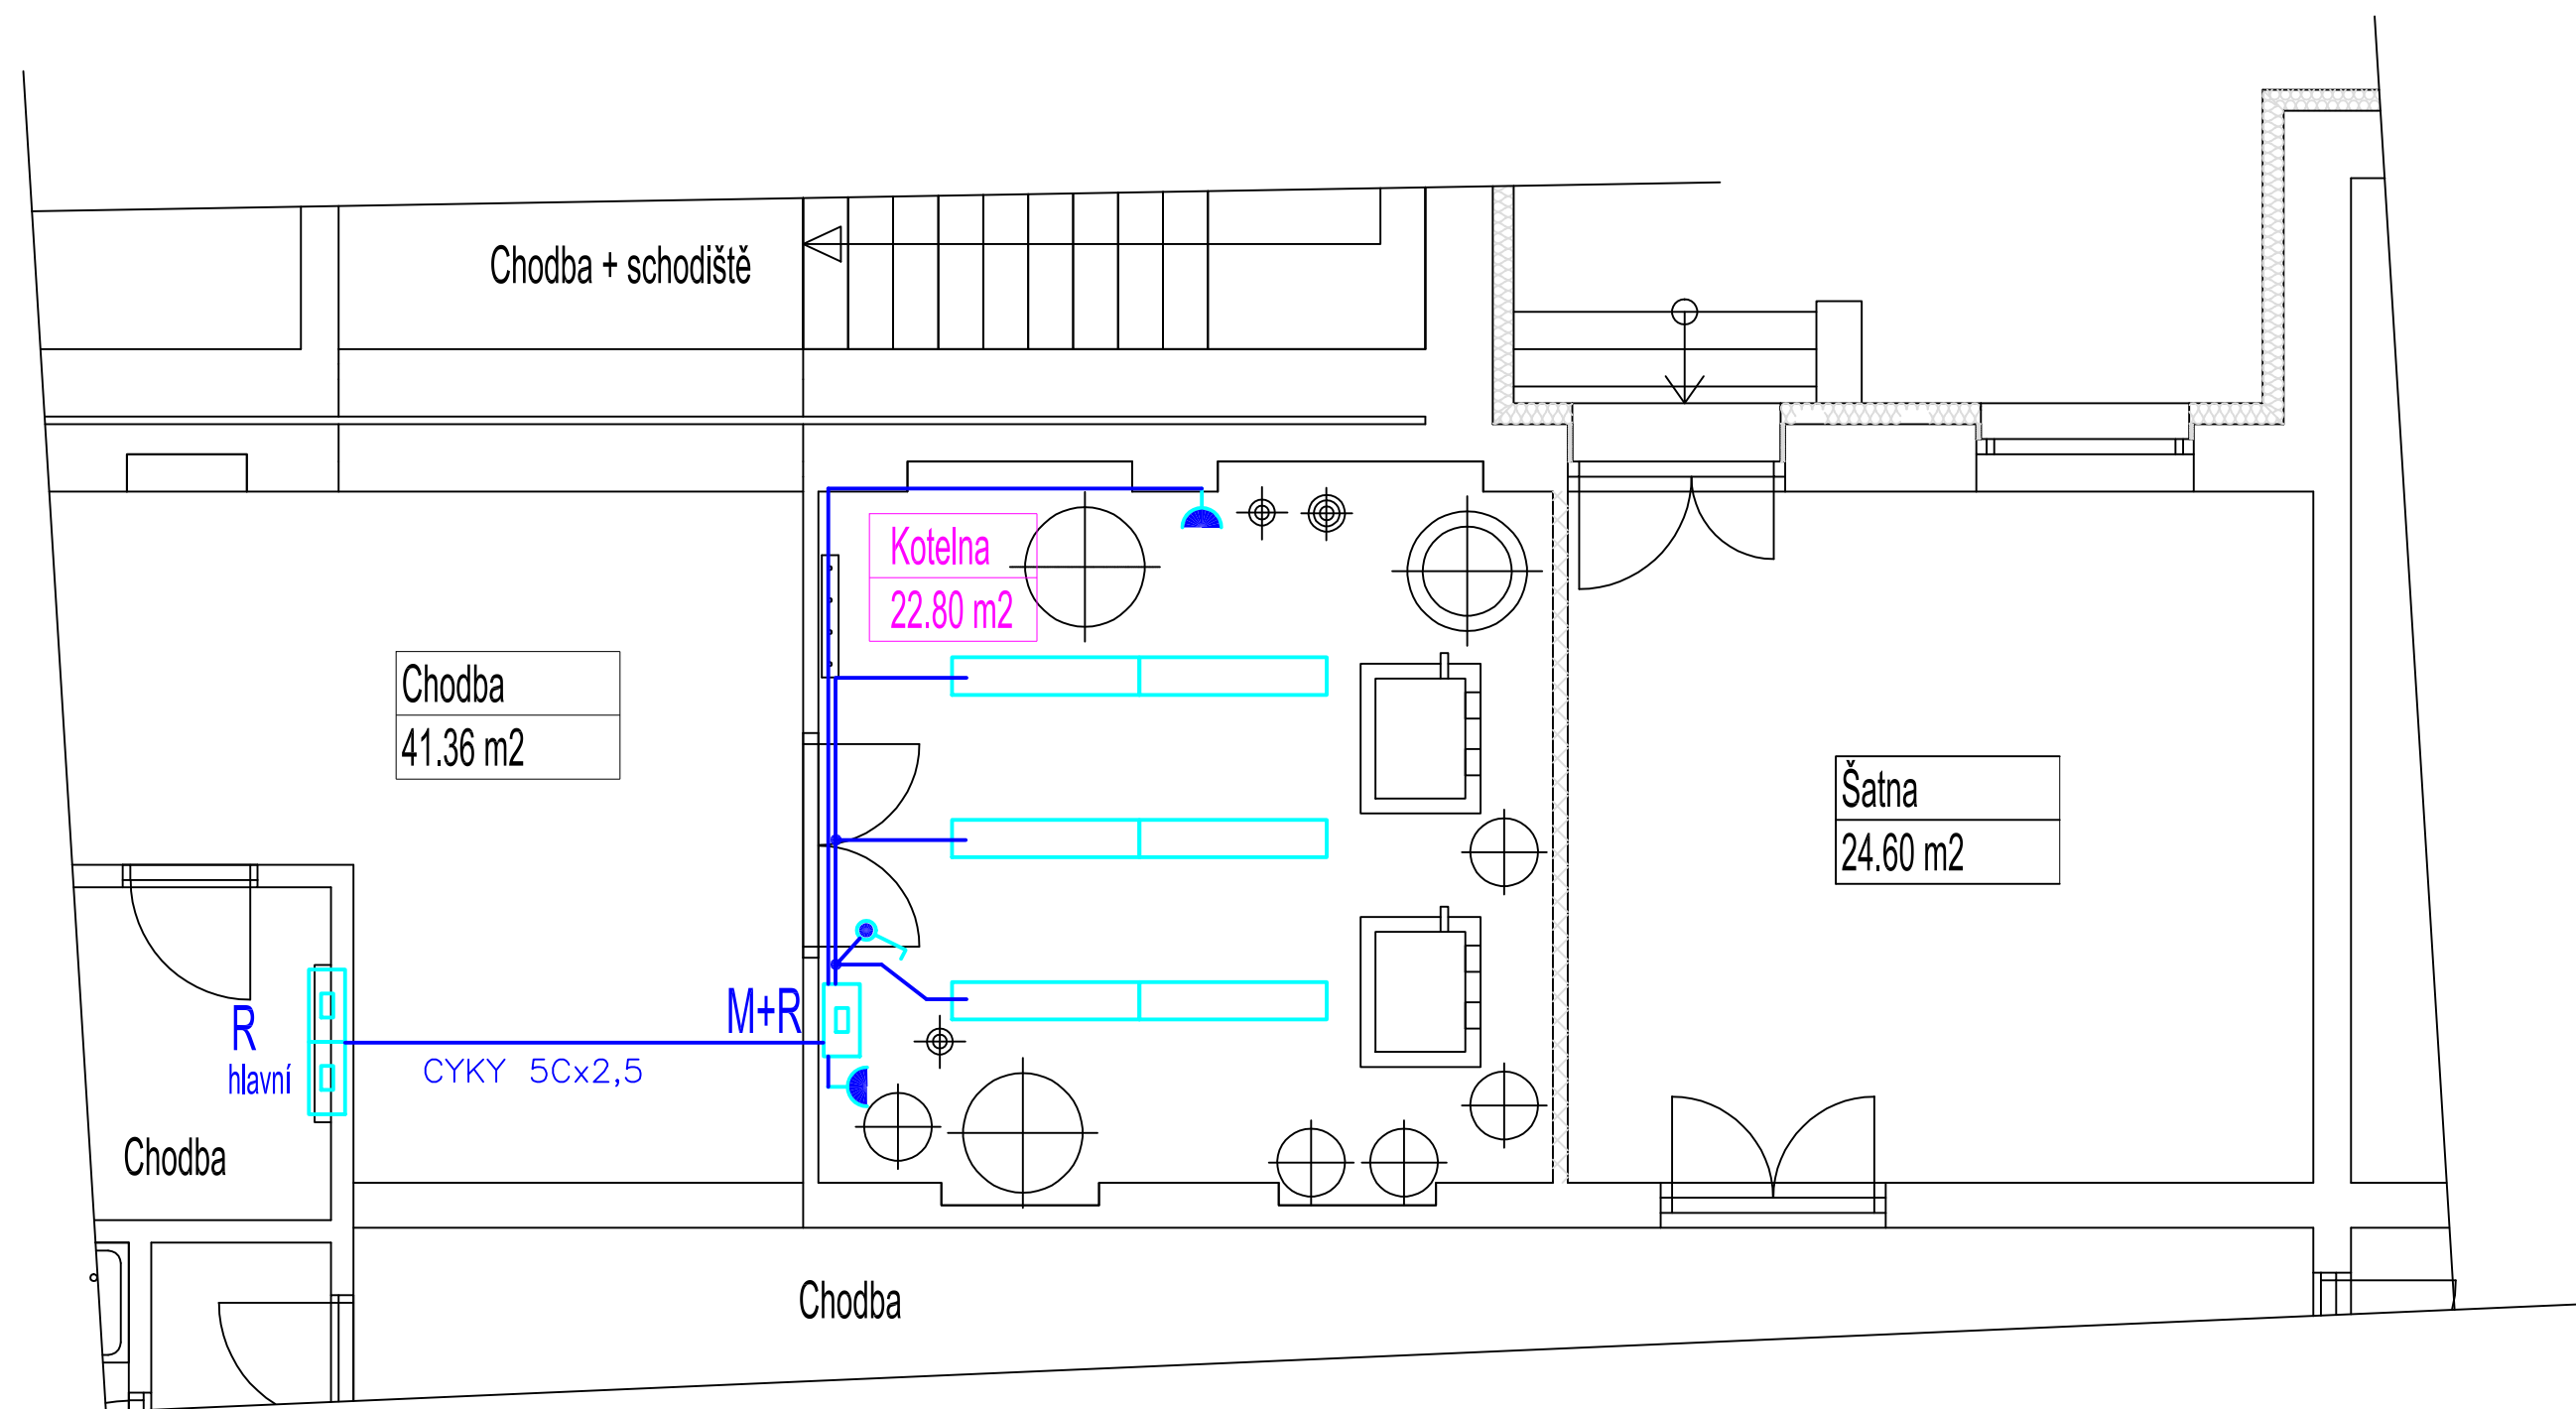 Chodba + schodiště
Kotelna
22.80 m2
Chodba
41.36 m2
Šatna
24.60 m2
M+R
R
hlavní
CYKY 5Cx2,5
Chodba
Chodba